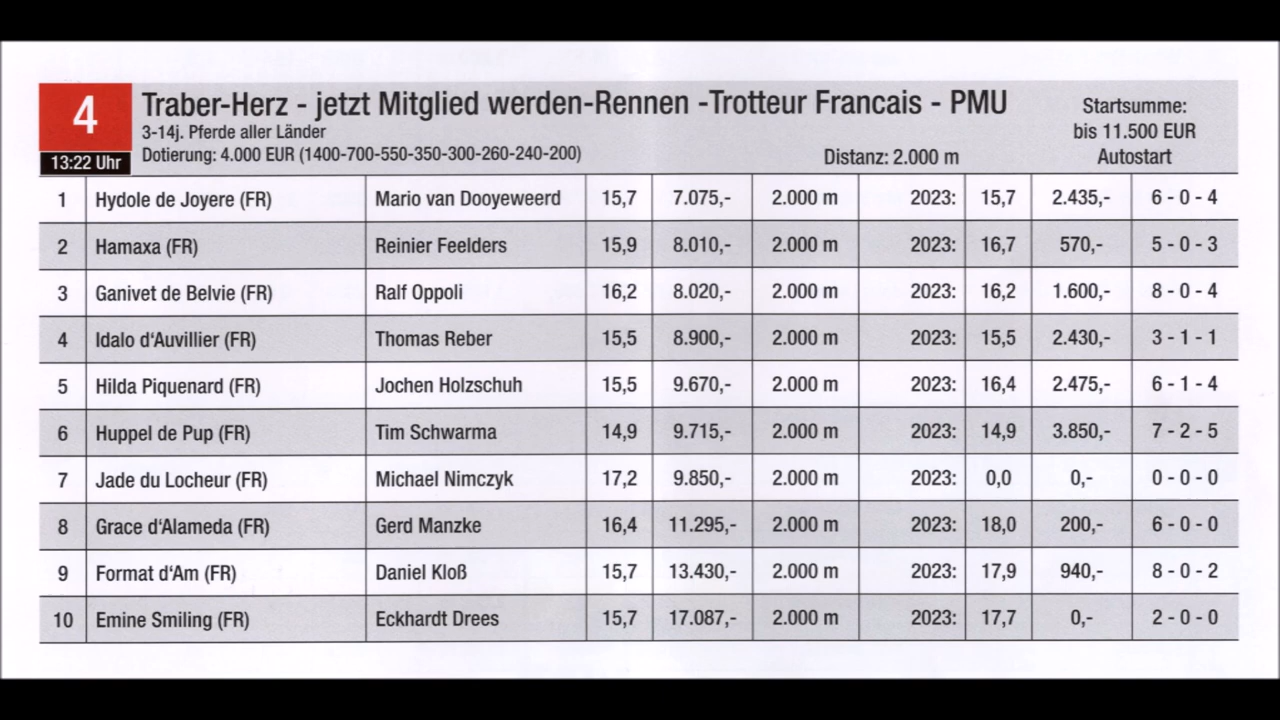 4
13:22 Uhr
Traber-Herz - jetzt Mitglied werden-Rennen -Trotteur Francais - PMU
3-14j. Pferde aller Länder
Dotierung: 4.000 EUR (1400-700-550-350-300-260-240-200)
Distanz: 2.000 m
Startsumme:
bis 11.500 EUR
Autostart
1 Hydole de Joyere (FR) Mario van Dooyeweerd 15,7 7.075,- 2.000 m 2023: 15,7 2.435,- 6 - 0 - 4
2 Hamaxa (FR) Reinier Feelders 15,9 8.010,- 2.000 m 2023: 16,7 570,- 5 - 0 - 3
3 Ganivet de Belvie (FR) Ralf Oppoli 16,2 8.020,- 2.000 m 2023: 16,2 1.600,- 8 - 0 - 4
4 Idalo d‘Auvillier (FR) Thomas Reber 15,5 8.900,- 2.000 m 2023: 15,5 2.430,- 3 - 1 - 1
5 Hilda Piquenard (FR) Jochen Holzschuh 15,5 9.670,- 2.000 m 2023: 16,4 2.475,- 6 - 1 - 4
6 Huppel de Pup (FR) Tim Schwarma 14,9 9.715,- 2.000 m 2023: 14,9 3.850,- 7 - 2 - 5
7 Jade du Locheur (FR) Michael Nimczyk 17,2 9.850,- 2.000 m 2023: 0,0 0,- 0 - 0 - 0
8 Grace d‘Alameda (FR) Gerd Manzke 16,4 11.295,- 2.000 m 2023: 18,0 200,- 6 - 0 - 0
9 Format d‘Am (FR) Daniel Kloß 15,7 13.430,- 2.000 m 2023: 17,9 940,- 8 - 0 - 2
10 Emine Smiling (FR) Eckhardt Drees 15,7 17.087,- 2.000 m 2023: 17,7 0,- 2 - 0 - 0